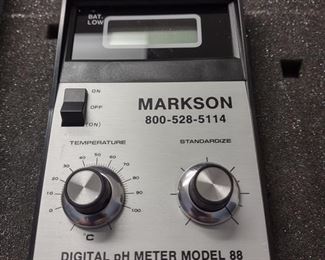 BAT.
LOW
ON
OFF
(ON)
MARKSON
800-528-5114
TEMPERATURE
STANDARDIZE
0 10 20 30 40 50 60 70 80 90 100
°C
DIGITAL pH METER MODEL 88